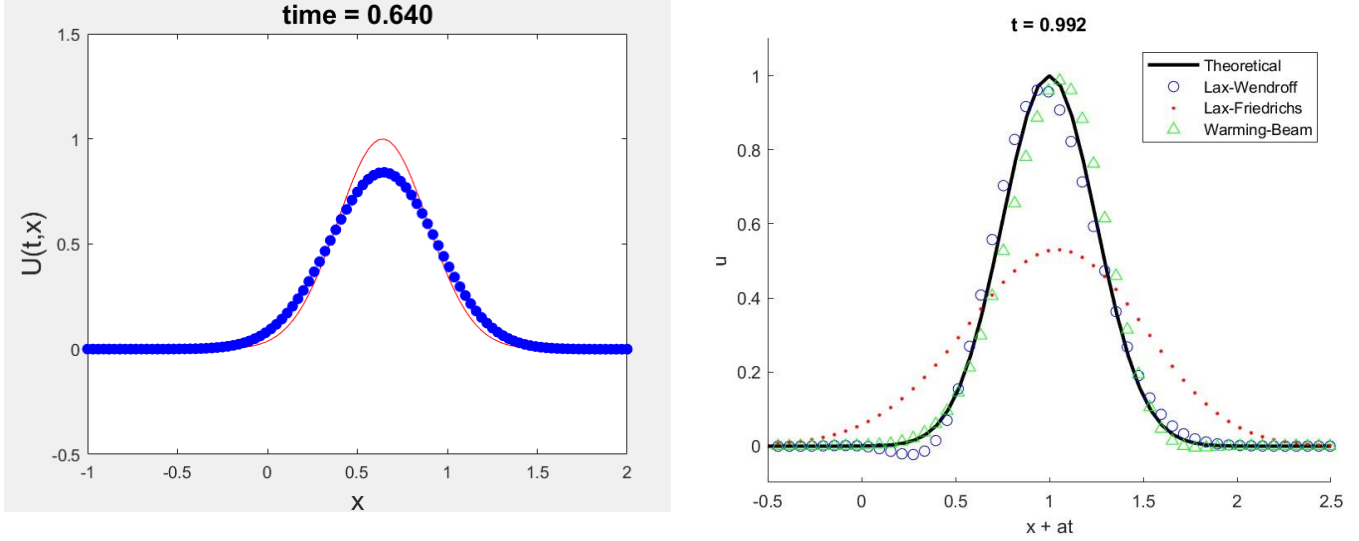 time = 0.640
1.5
1
0.5
0
-0.5
U(t,x)
-1
-0.5
0
0.5
1
1.5
2
x
t = 0.992
Theoretical
Lax-Wendroff
Lax-Friedrichs
Warming-Beam
1
0.8
0.6
0.4
0.2
0
u
-0.5
0
0.5
1
1.5
2
2.5
x + at